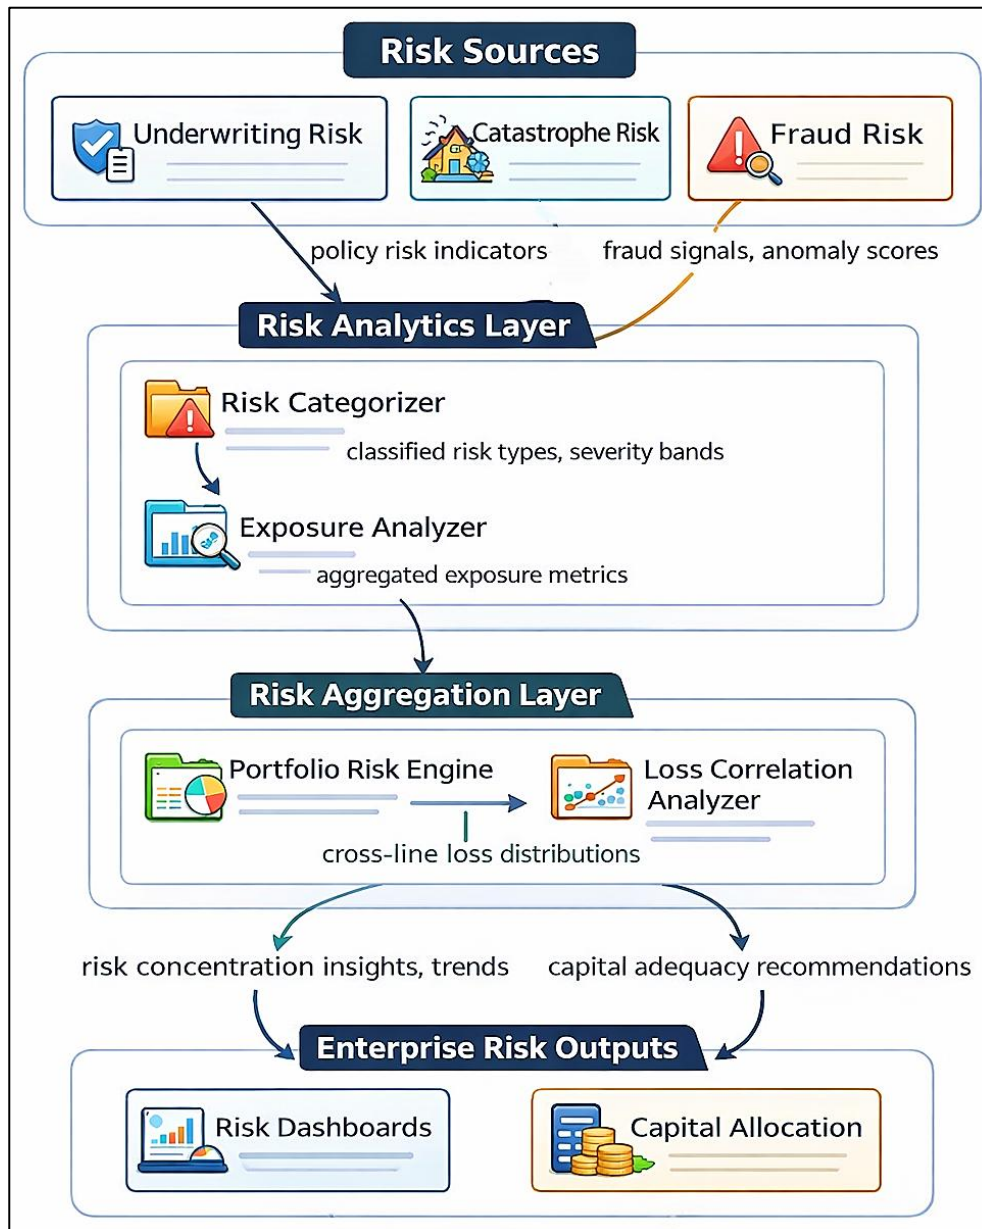 Risk Sources
Underwriting Risk
Catastrophe Risk
Fraud Risk
policy risk indicators
fraud signals, anomaly scores
Risk Analytics Layer
Risk Categorizer
classified risk types, severity bands
Exposure Analyzer
aggregated exposure metrics
Risk Aggregation Layer
Portfolio Risk Engine
Loss Correlation
Analyzer
cross-line loss distributions
risk concentration insights, trends
capital adequacy recommendations
Enterprise Risk Outputs
Risk Dashboards
Capital Allocation